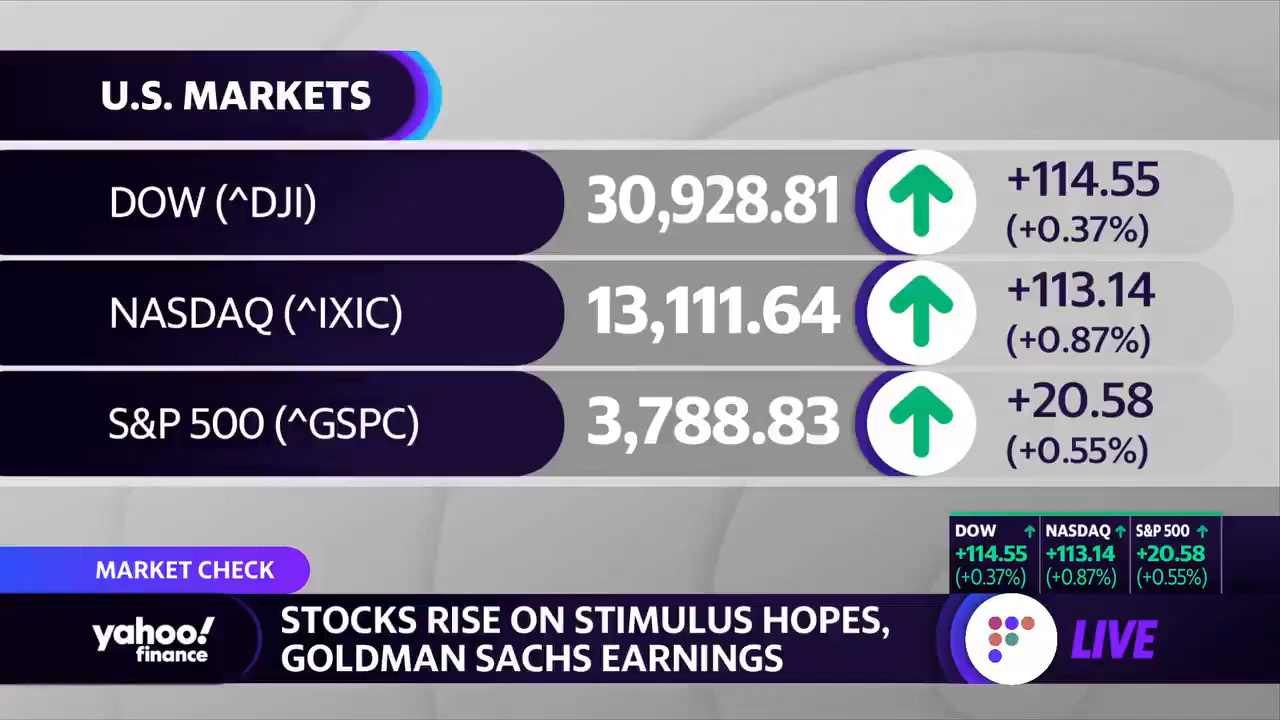 U.S. MARKETS
DOW (^DJI) 30,928.81 +114.55
(+0.37%)
NASDAQ (^IXIC) 13,111.64 +113.14
(+0.87%)
S&P 500 (^GSPC) 3,788.83 +20.58
(+0.55%)
DOW NASDAQ S&P 500
+114.55 +113.14 +20.58
(+0.37%) (+0.87%) (+0.55%)
MARKET CHECK
yahoo!
finance
STOCKS RISE ON STIMULUS HOPES,
GOLDMAN SACHS EARNINGS
LIVE